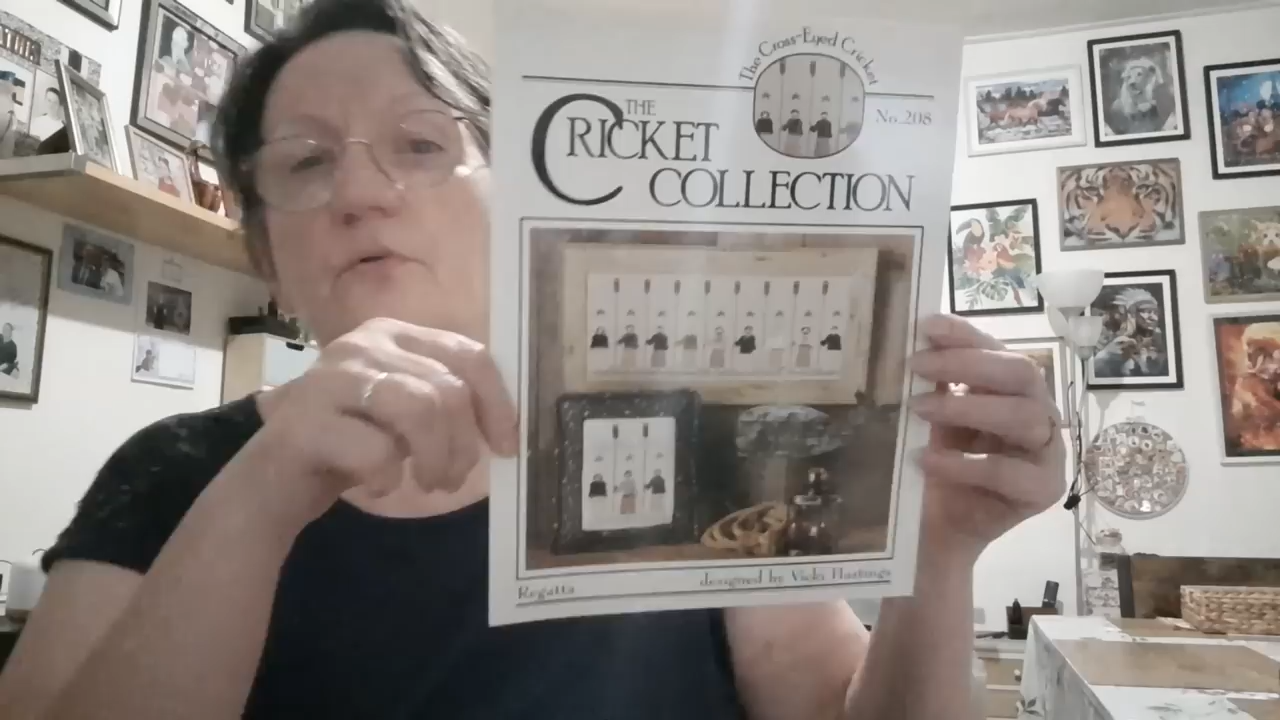 The Cross-Eyed Cricket
No. 208
THE
CRICKET
COLLECTION
Regatta
designed by Vicki Hastings